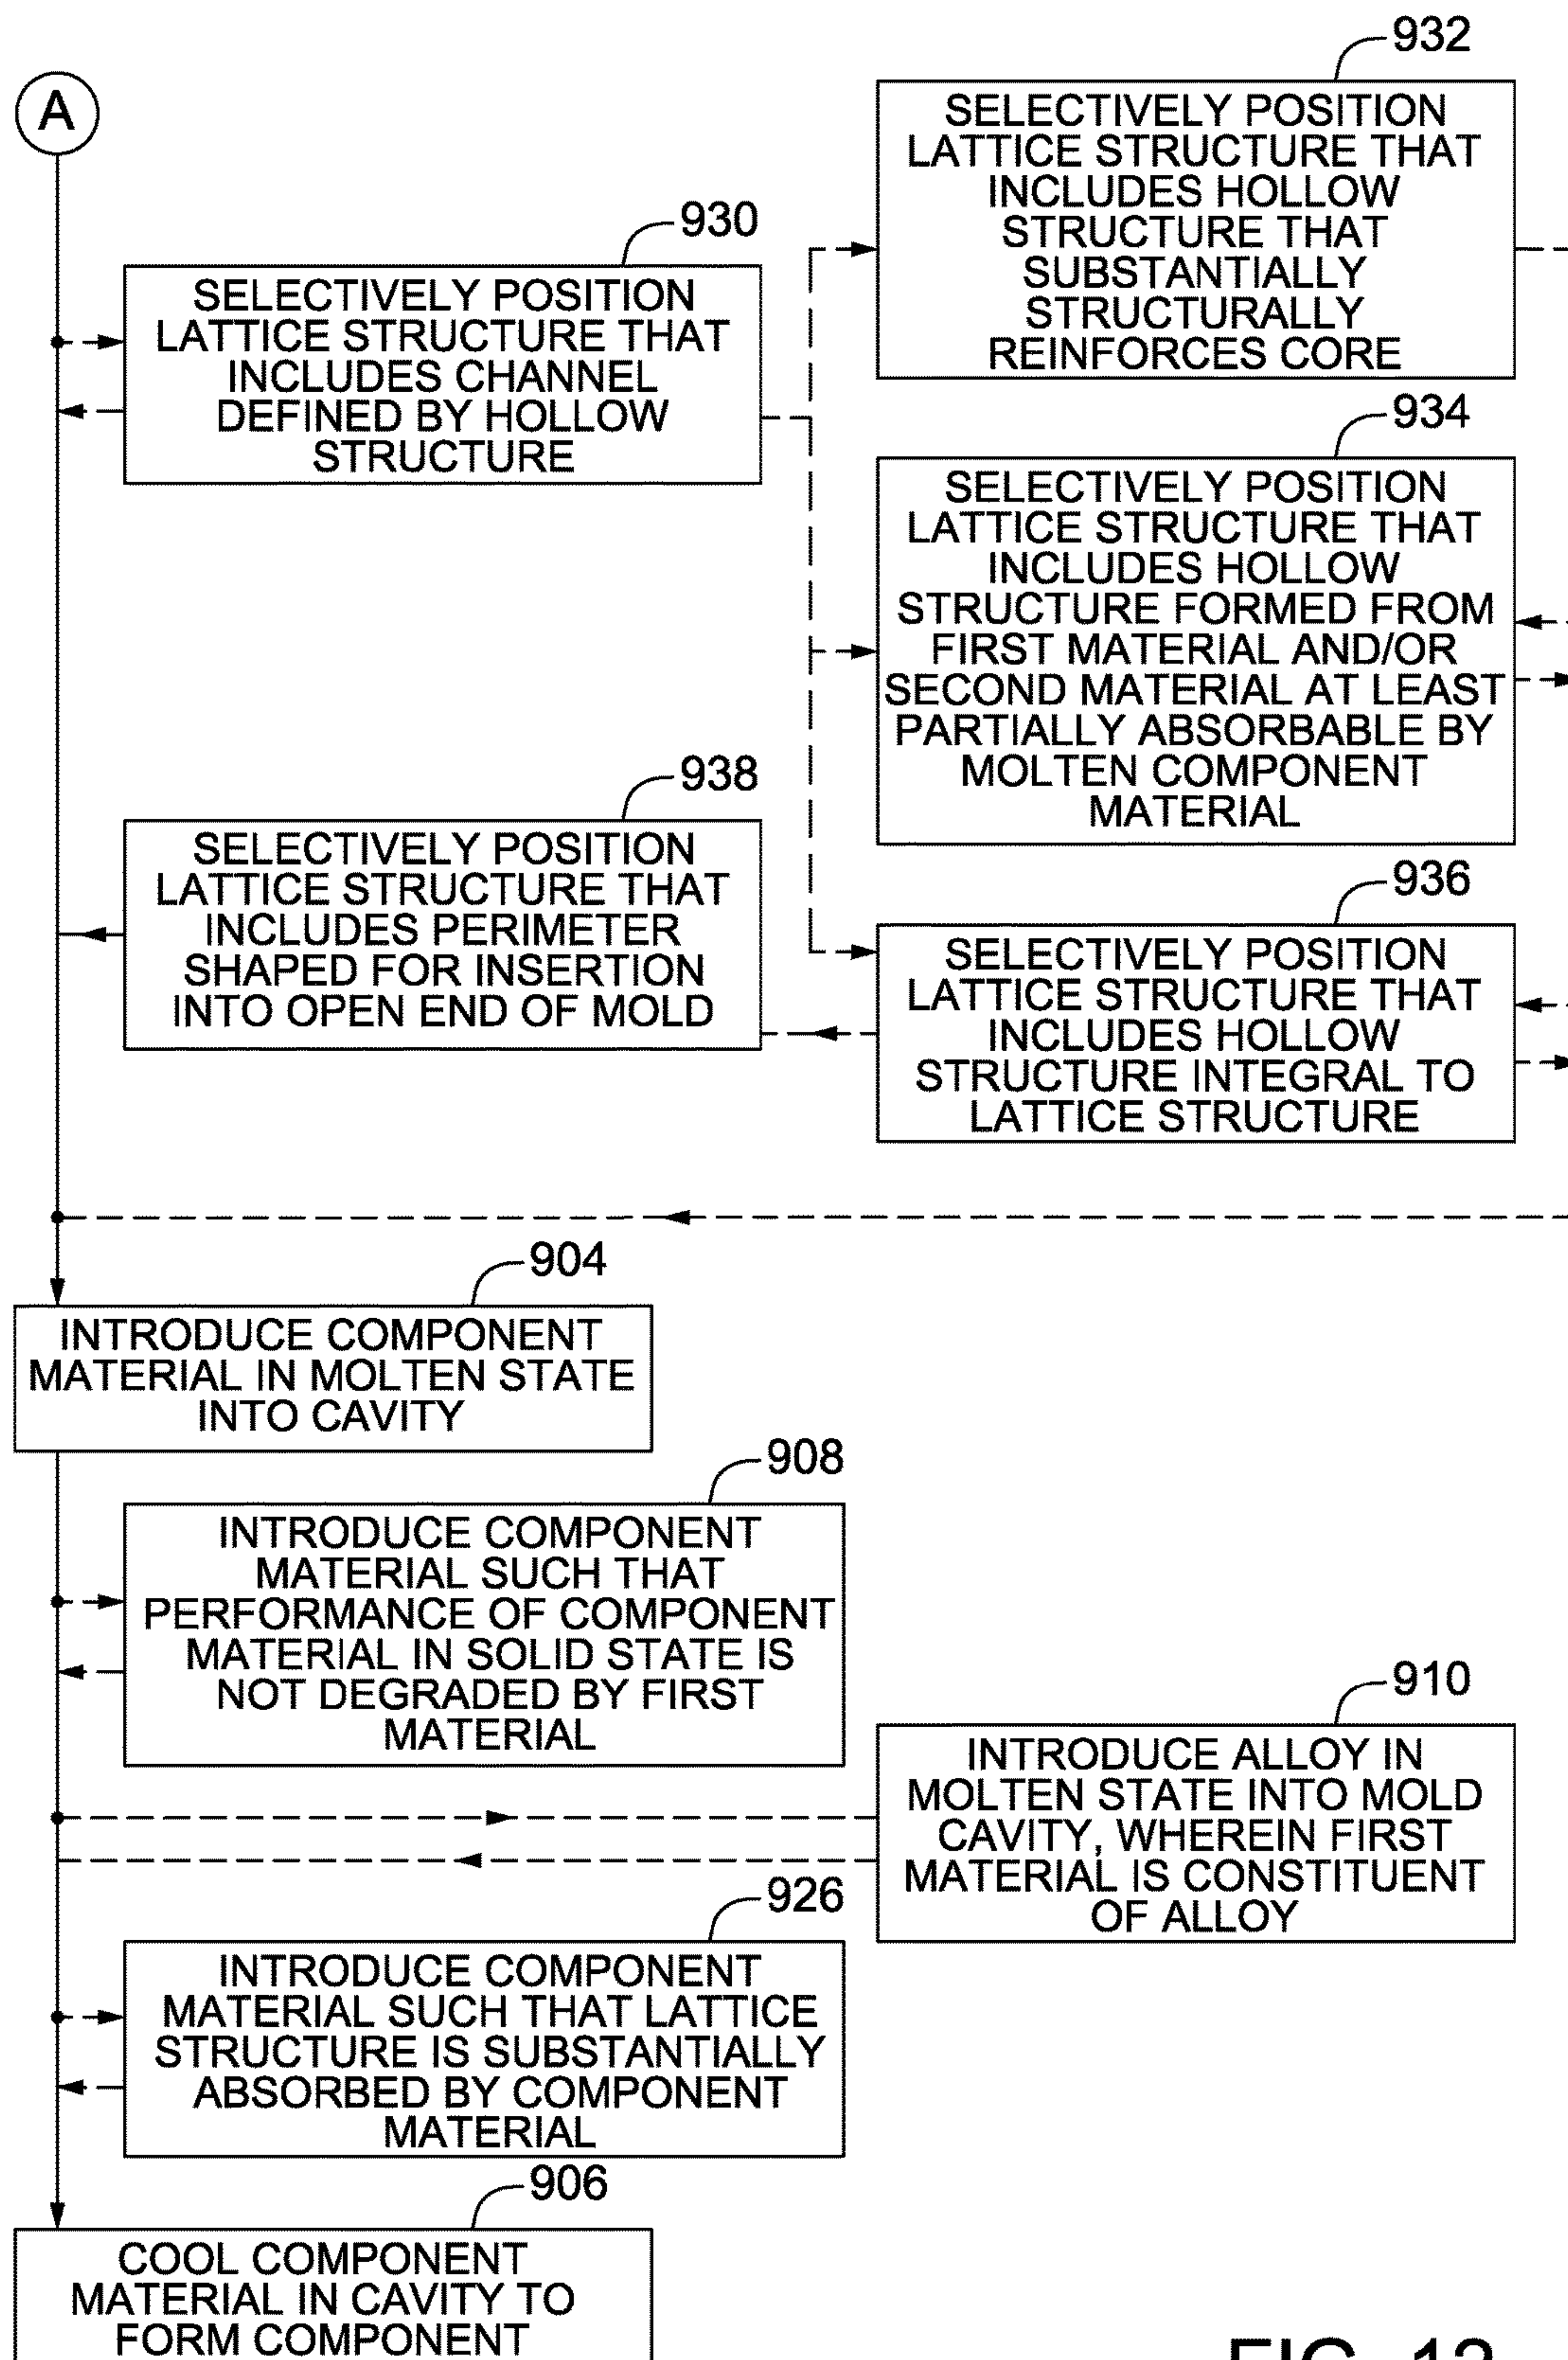 A
932
SELECTIVELY POSITION
LATTICE STRUCTURE THAT
INCLUDES HOLLOW
STRUCTURE THAT
SUBSTANTIALLY
STRUCTURALLY
REINFORCES CORE
930
SELECTIVELY POSITION
LATTICE STRUCTURE THAT
INCLUDES CHANNEL
DEFINED BY HOLLOW
STRUCTURE
934
SELECTIVELY POSITION
LATTICE STRUCTURE THAT
INCLUDES HOLLOW
STRUCTURE FORMED FROM
FIRST MATERIAL AND/OR
SECOND MATERIAL AT LEAST
PARTIALLY ABSORBABLE BY
MOLTEN COMPONENT
MATERIAL
938
SELECTIVELY POSITION
LATTICE STRUCTURE THAT
INCLUDES PERIMETER
SHAPED FOR INSERTION
INTO OPEN END OF MOLD
936
SELECTIVELY POSITION
LATTICE STRUCTURE THAT
INCLUDES HOLLOW
STRUCTURE INTEGRAL TO
LATTICE STRUCTURE
904
INTRODUCE COMPONENT
MATERIAL IN MOLTEN STATE
INTO CAVITY
908
INTRODUCE COMPONENT
MATERIAL SUCH THAT
PERFORMANCE OF COMPONENT
MATERIAL IN SOLID STATE IS
NOT DEGRADED BY FIRST
MATERIAL
910
INTRODUCE ALLOY IN
MOLTEN STATE INTO MOLD
CAVITY, WHEREIN FIRST
MATERIAL IS CONSTITUENT
OF ALLOY
926
INTRODUCE COMPONENT
MATERIAL SUCH THAT LATTICE
STRUCTURE IS SUBSTANTIALLY
ABSORBED BY COMPONENT
MATERIAL
906
COOL COMPONENT
MATERIAL IN CAVITY TO
FORM COMPONENT
FIG.